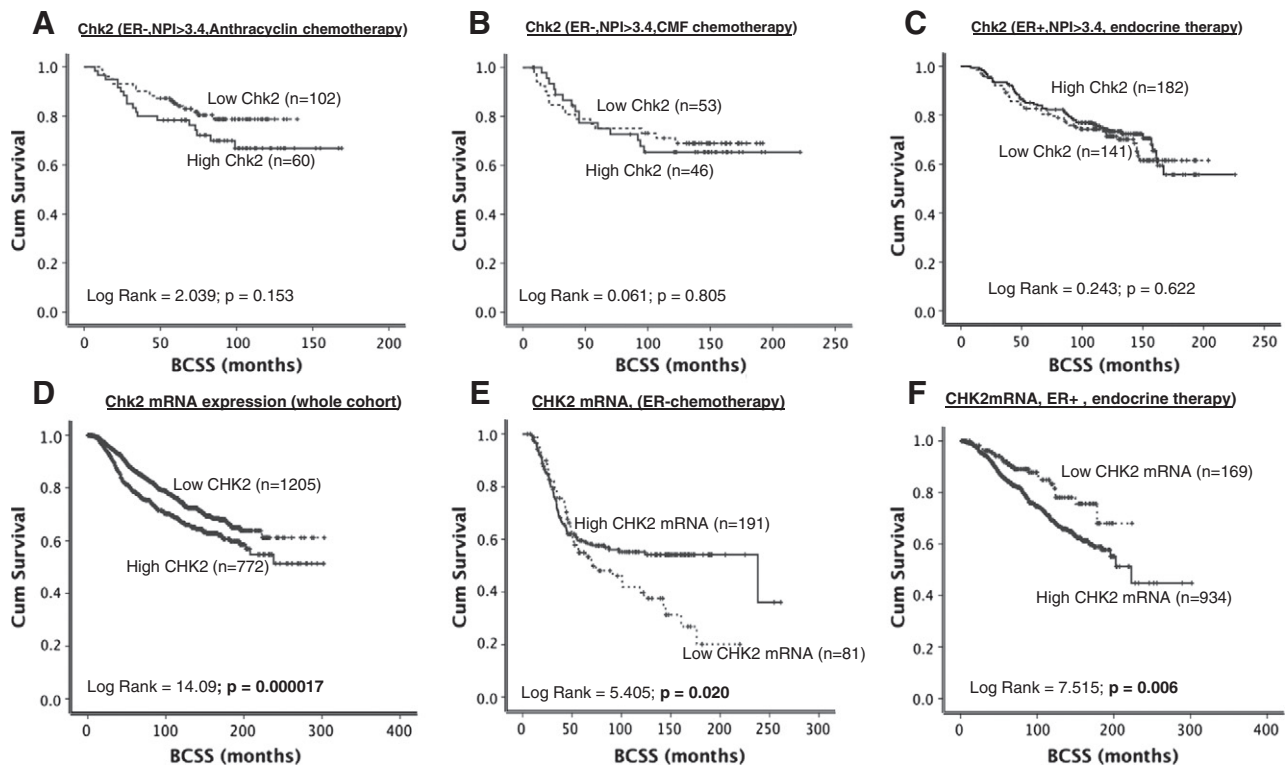 A
Chk2 (ER-,NPI>3.4,Anthracyclin chemotherapy)
1.0
0.8
0.6
0.4
0.2
0.0
Cum Survival
Low Chk2 (n=102)
High Chk2 (n=60)
Log Rank = 2.039; p = 0.153
0 50 100 150 200
BCSS (months)
B
Chk2 (ER-,NPI>3.4,CMF chemotherapy)
1.0
0.8
0.6
0.4
0.2
0.0
Cum Survival
Low Chk2 (n=53)
High Chk2 (n=46)
Log Rank = 0.061; p = 0.805
0 50 100 150 200 250
BCSS (months)
C
Chk2 (ER+,NPI>3.4, endocrine therapy)
1.0
0.8
0.6
0.4
0.2
0.0
Cum Survival
High Chk2 (n=182)
Low Chk2 (n=141)
Log Rank = 0.243; p = 0.622
0 50 100 150 200 250
BCSS (months)
D
Chk2 mRNA expression (whole cohort)
1.0
0.8
0.6
0.4
0.2
0.0
Cum Survival
Low CHK2 (n=1205)
High CHK2 (n=772)
Log Rank = 14.09; p = 0.000017
0 100 200 300 400
BCSS (months)
E
CHK2 mRNA, (ER-chemotherapy)
1.0
0.8
0.6
0.4
0.2
0.0
Cum Survival
High CHK2 mRNA (n=191)
Low CHK2 mRNA (n=81)
Log Rank = 5.405; p = 0.020
0 50 100 150 200 250 300
BCSS (months)
F
CHK2mRNA, ER+ , endocrine therapy)
1.0
0.8
0.6
0.4
0.2
0.0
Cum Survival
Low CHK2 mRNA (n=169)
High CHK2 mRNA (n=934)
Log Rank = 7.515; p = 0.006
0 100 200 300 400
BCSS (months)